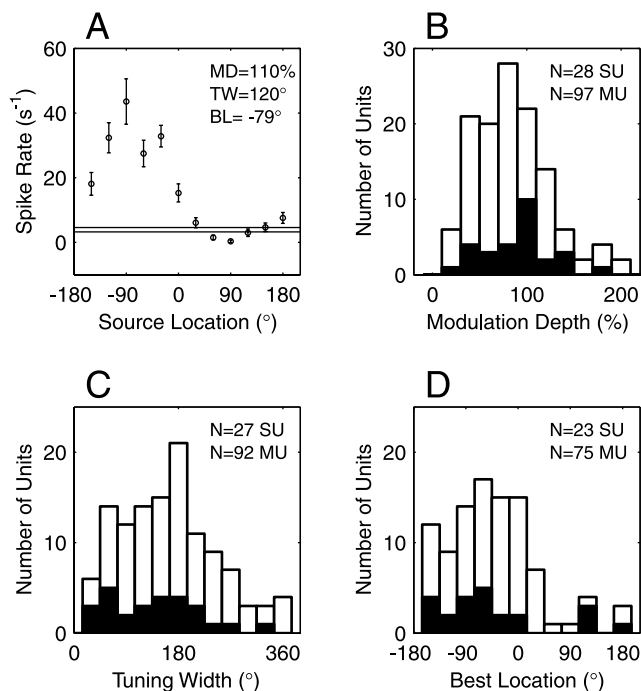 A
MD=110%
TW=120°
BL= -79°
60
40
20
0
Spike Rate (s⁻¹)
-180
-90
0
90
180
Source Location (°)
B
N=28 SU
N=97 MU
30
20
10
0
Number of Units
0
100
200
Modulation Depth (%)
C
N=27 SU
N=92 MU
20
10
0
Number of Units
0
180
360
Tuning Width (°)
D
N=23 SU
N=75 MU
20
10
0
Number of Units
-180
-90
0
90
180
Best Location (°)